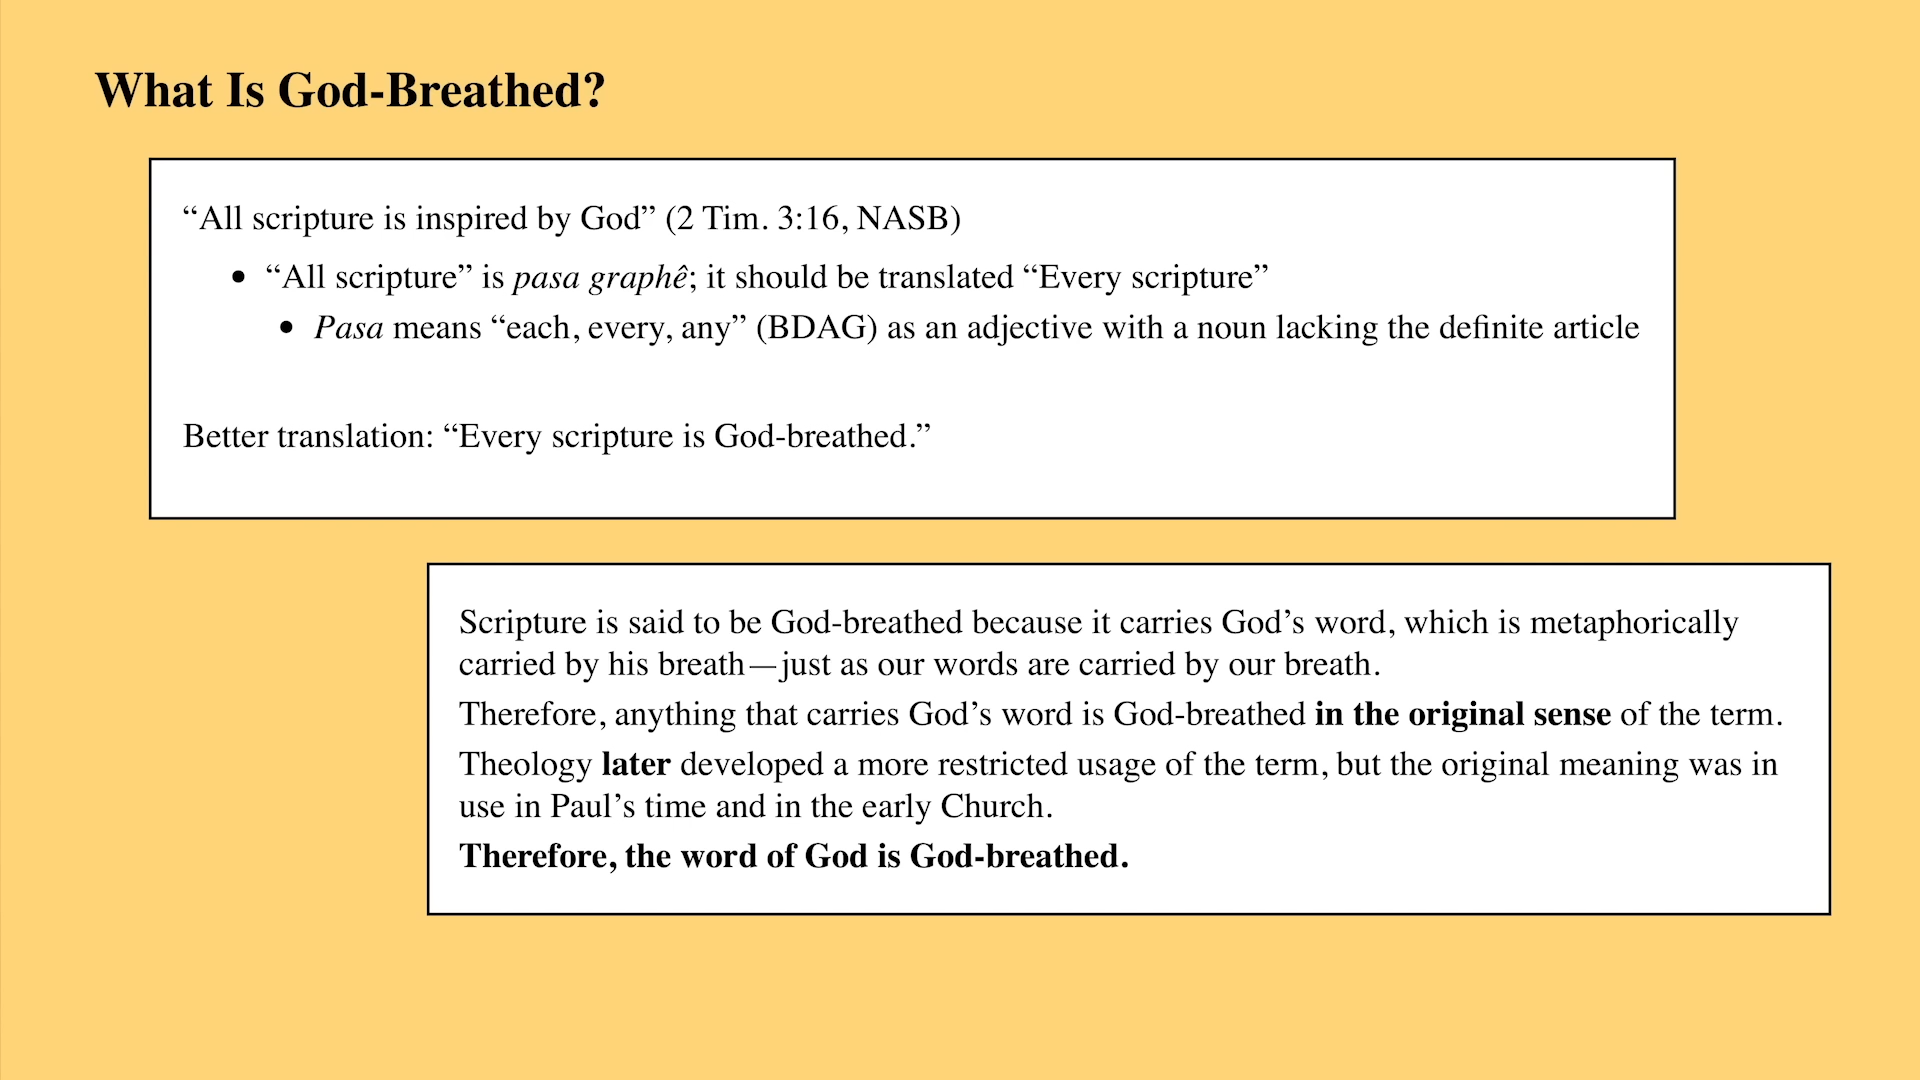 What Is God-Breathed?
“All scripture is inspired by God” (2 Tim. 3:16, NASB)
• “All scripture” is pasa graphê; it should be translated “Every scripture”
• Pasa means “each, every, any” (BDAG) as an adjective with a noun lacking the definite article
Better translation: “Every scripture is God-breathed.”
Scripture is said to be God-breathed because it carries God’s word, which is metaphorically
carried by his breath—just as our words are carried by our breath.
Therefore, anything that carries God’s word is God-breathed in the original sense of the term.
Theology later developed a more restricted usage of the term, but the original meaning was in
use in Paul’s time and in the early Church.
Therefore, the word of God is God-breathed.